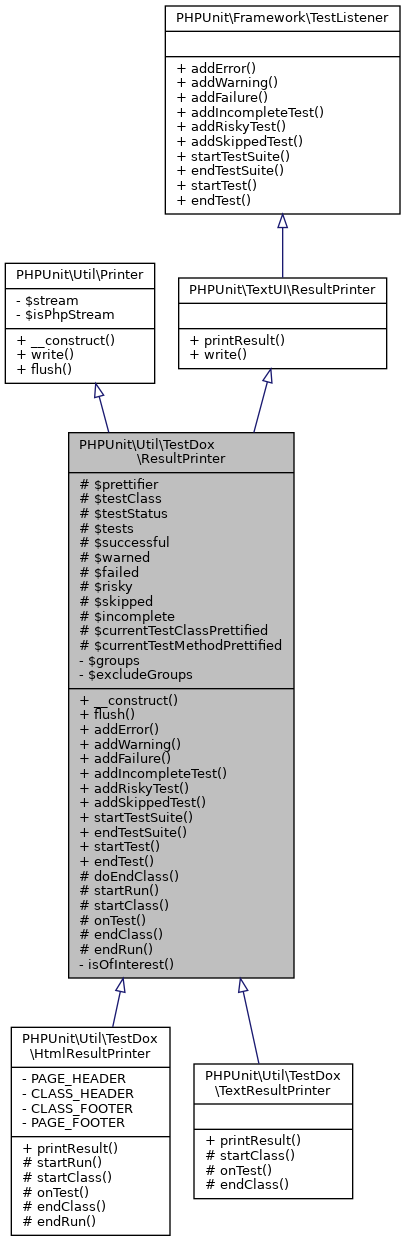 PHPUnit\Framework\TestListener
+ addError()
+ addWarning()
+ addFailure()
+ addIncompleteTest()
+ addRiskyTest()
+ addSkippedTest()
+ startTestSuite()
+ endTestSuite()
+ startTest()
+ endTest()
PHPUnit\Util\Printer
- $stream
- $isPhpStream
+ __construct()
+ write()
+ flush()
PHPUnit\TextUI\ResultPrinter
+ printResult()
+ write()
PHPUnit\Util\TestDox
\ResultPrinter
# $prettifier
# $testClass
# $testStatus
# $tests
# $successful
# $warned
# $failed
# $risky
# $skipped
# $incomplete
# $currentTestClassPrettified
# $currentTestMethodPrettified
- $groups
- $excludeGroups
+ __construct()
+ flush()
+ addError()
+ addWarning()
+ addFailure()
+ addIncompleteTest()
+ addRiskyTest()
+ addSkippedTest()
+ startTestSuite()
+ endTestSuite()
+ startTest()
+ endTest()
# doEndClass()
# startRun()
# startClass()
# onTest()
# endClass()
# endRun()
- isOfInterest()
PHPUnit\Util\TestDox
\HtmlResultPrinter
- PAGE_HEADER
- CLASS_HEADER
- CLASS_FOOTER
- PAGE_FOOTER
+ printResult()
# startRun()
# startClass()
# onTest()
# endClass()
# endRun()
PHPUnit\Util\TestDox
\TextResultPrinter
+ printResult()
# startClass()
# onTest()
# endClass()